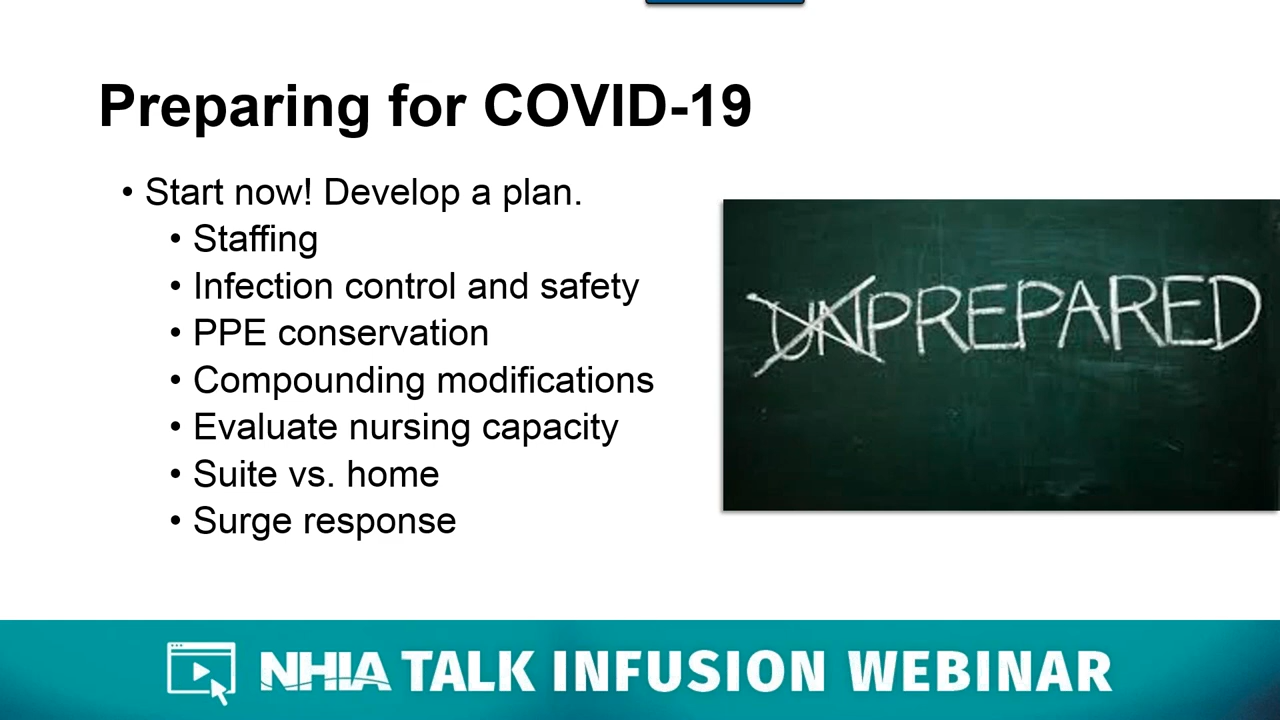 Preparing for COVID-19
• Start now! Develop a plan.
• Staffing
• Infection control and safety
• PPE conservation
• Compounding modifications
• Evaluate nursing capacity
• Suite vs. home
• Surge response
UNPREPARED
NHIA TALK INFUSION WEBINAR